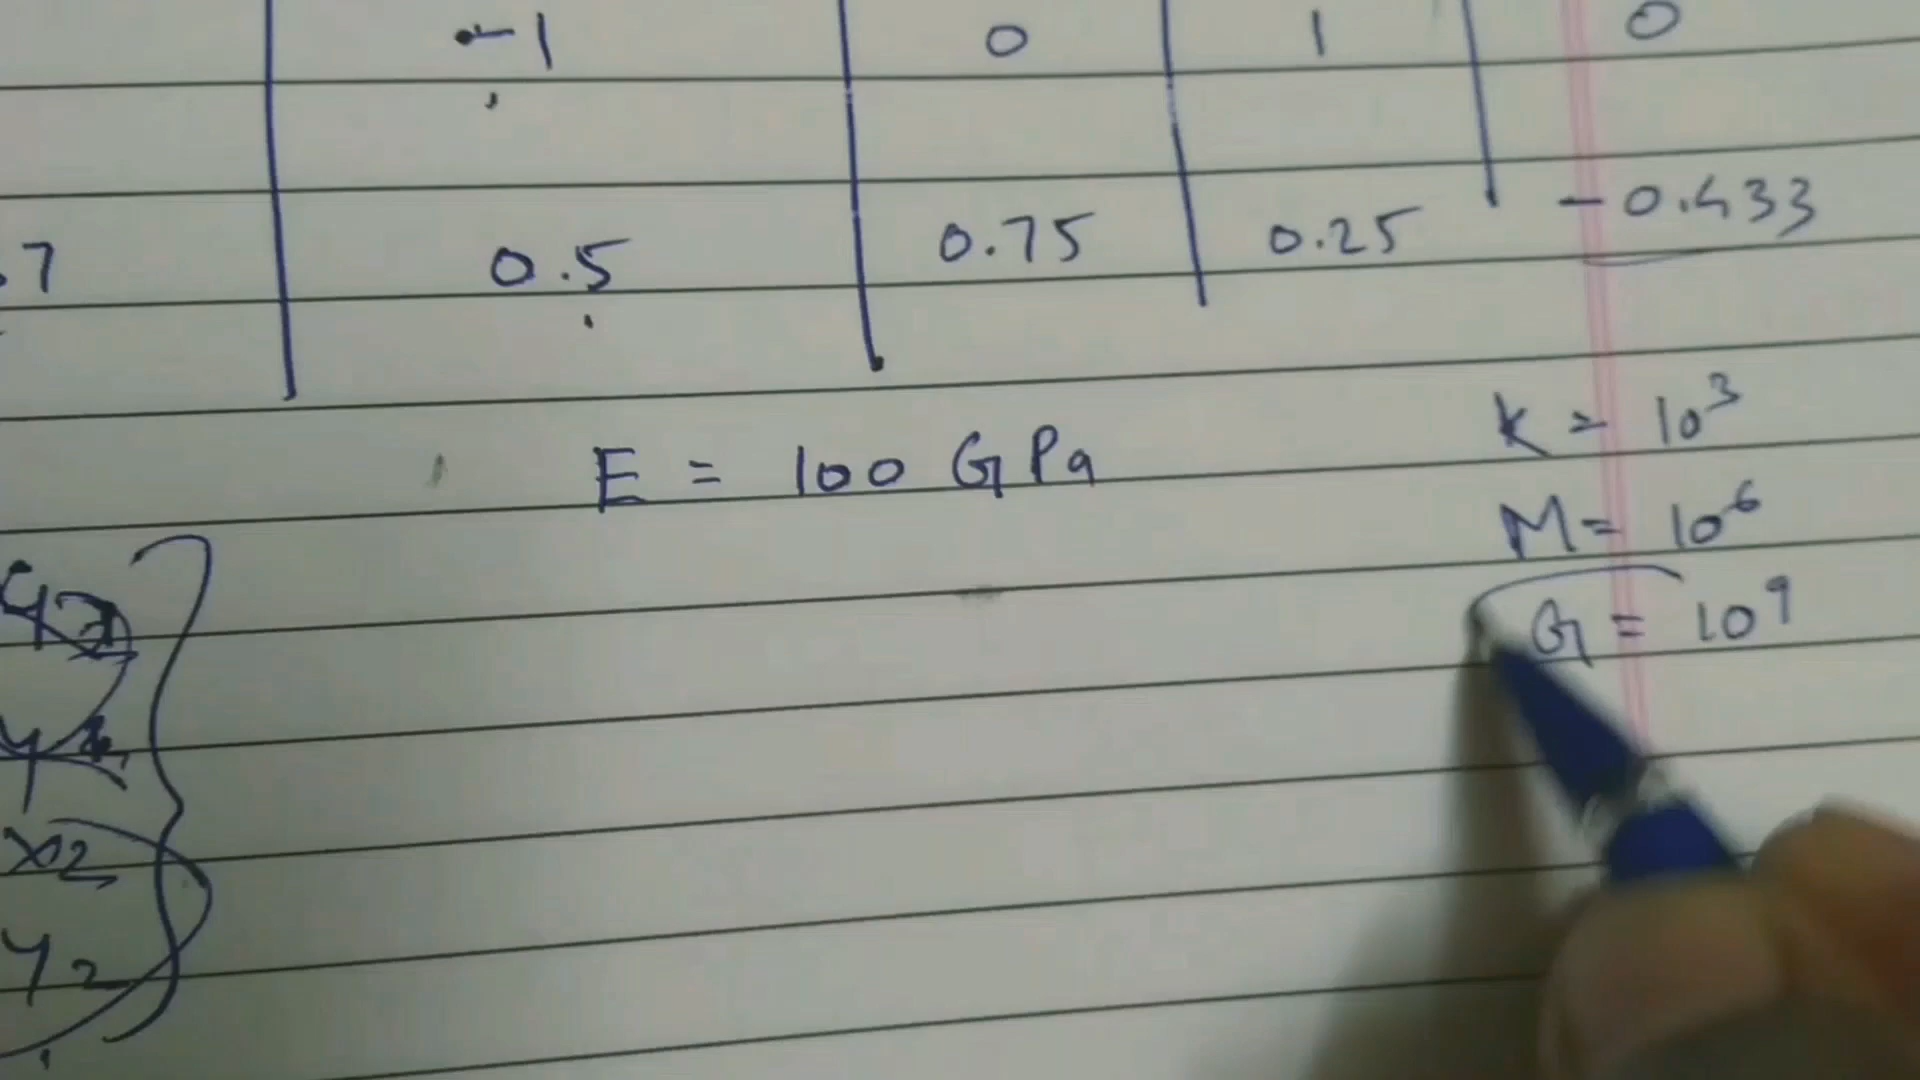 -1 0 1 0
.7 0.5 0.75 0.25 -0.433
K = 10³
E = 100 GPa
M = 10⁶
G = 10⁹
x2
y2